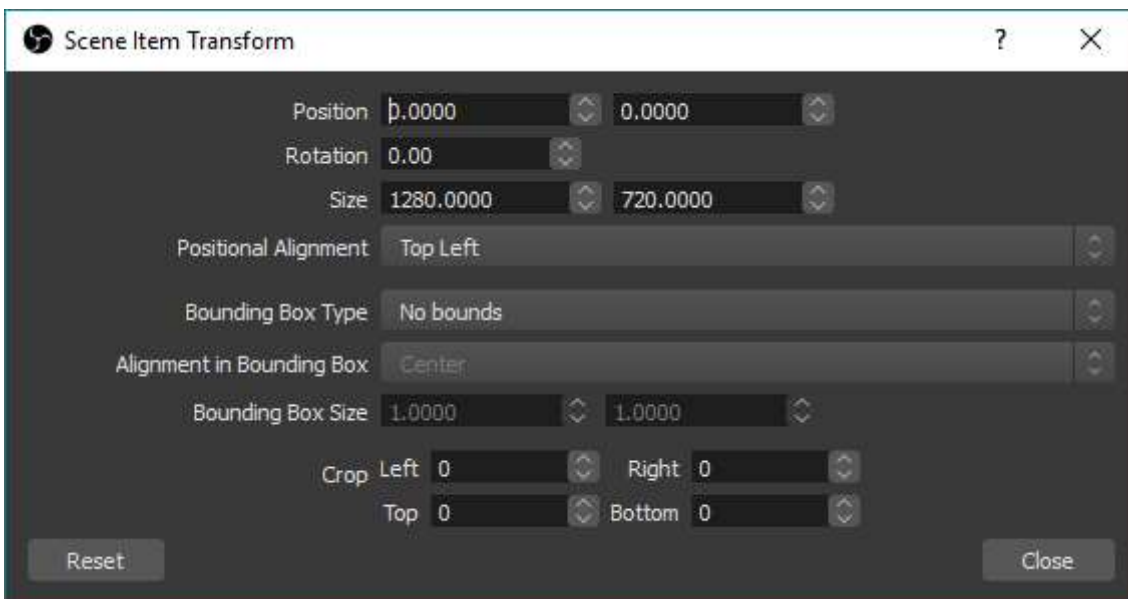 Scene Item Transform ?
Position 0.0000 0.0000
Rotation 0.00
Size 1280.0000 720.0000
Positional Alignment Top Left
Bounding Box Type No bounds
Alignment in Bounding Box Center
Bounding Box Size 1.0000 1.0000
Crop Left 0 Right 0
Top 0 Bottom 0
Reset Close